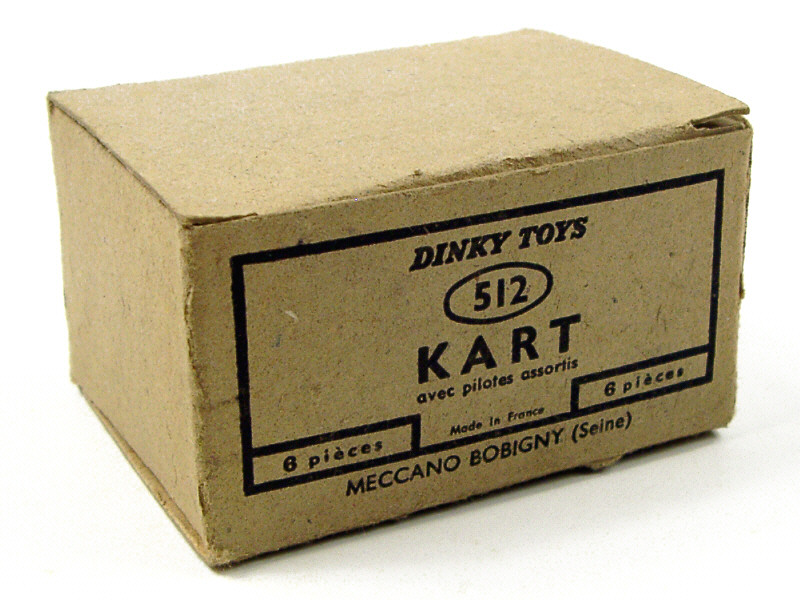 DINKY TOYS
512
KART
avec pilotes assortis
Made in France
6 pièces
6 pièces
MECCANO BOBIGNY (Seine)